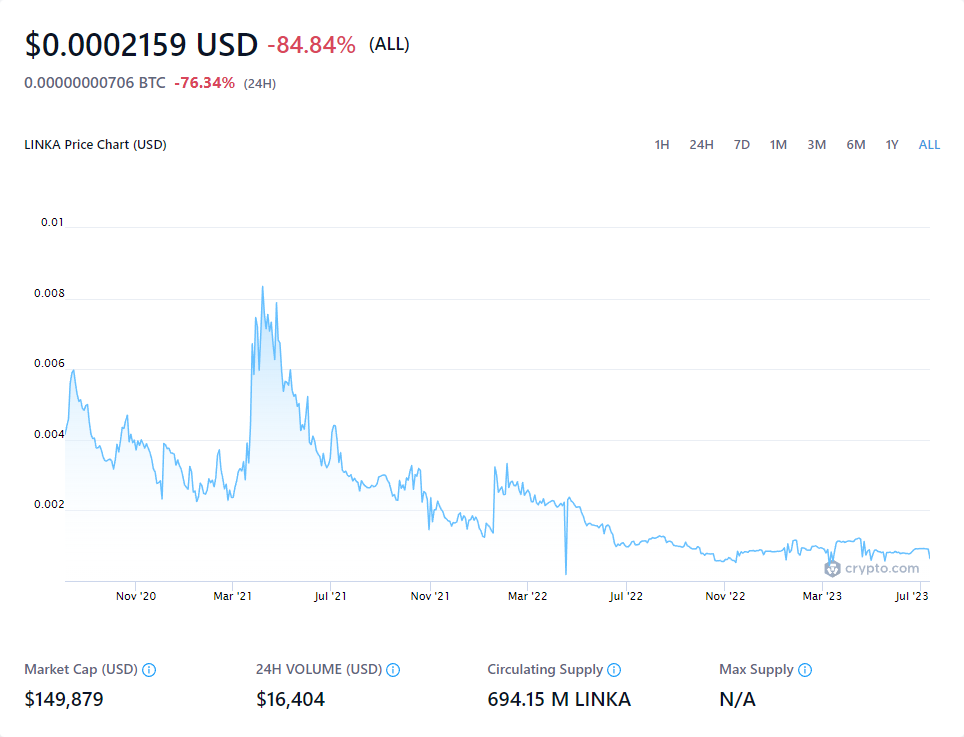 $0.0002159 USD -84.84% (ALL)
0.00000000706 BTC -76.34% (24H)
LINKA Price Chart (USD) 1H 24H 7D 1M 3M 6M 1Y ALL
0.01
0.008
0.006
0.004
0.002
crypto.com
Nov '20 Mar '21 Jul '21 Nov '21 Mar '22 Jul '22 Nov '22 Mar '23 Jul '23
Market Cap (USD) 24H VOLUME (USD) Circulating Supply Max Supply
$149,879 $16,404 694.15 M LINKA N/A